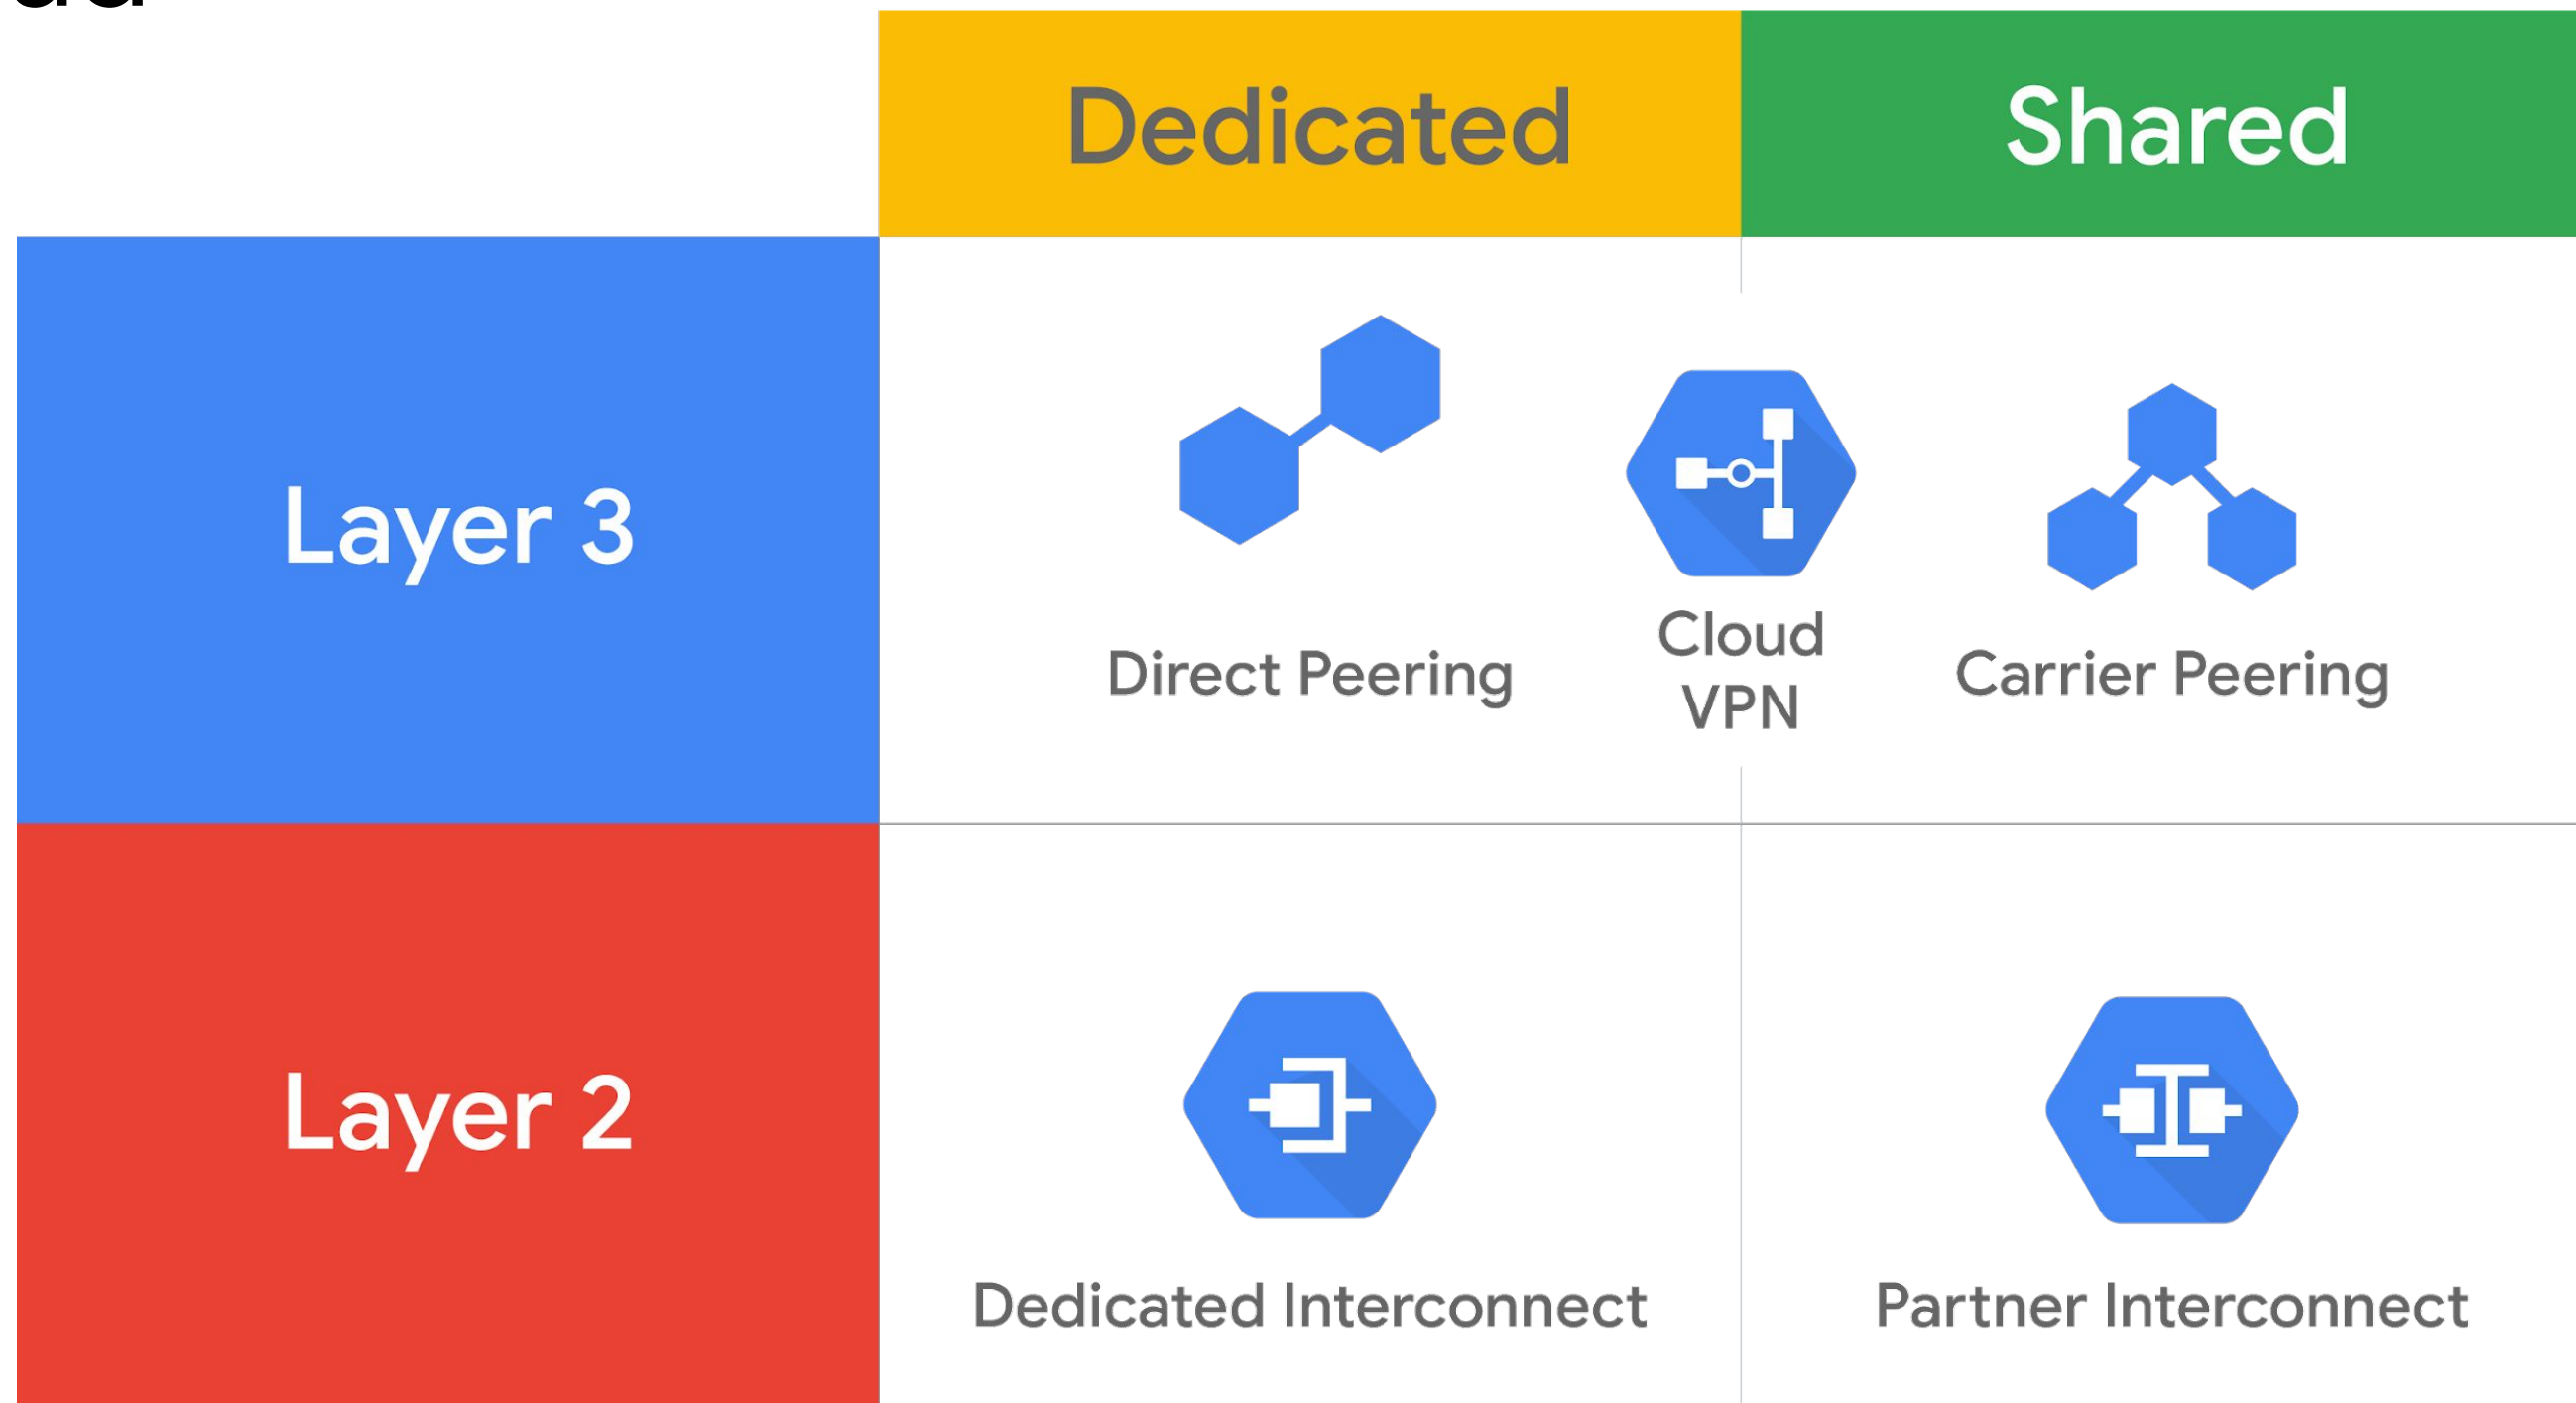 Dedicated
Shared
Layer 3
Direct Peering
Cloud
VPN
Carrier Peering
Layer 2
Dedicated Interconnect
Partner Interconnect